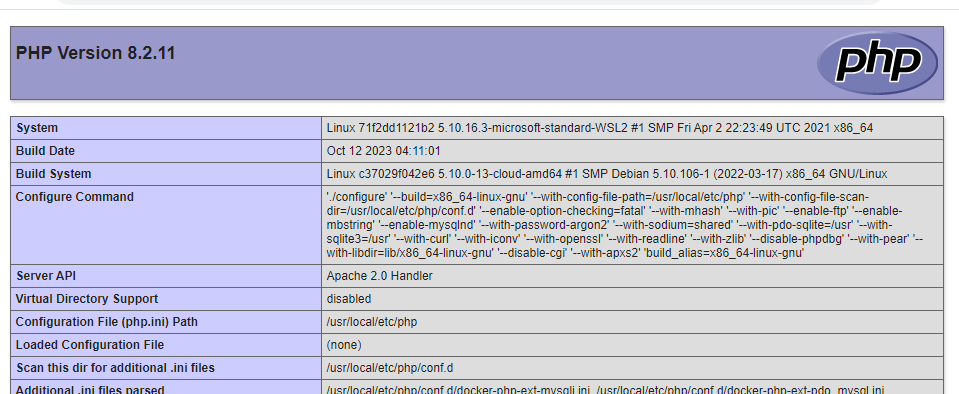 PHP Version 8.2.11
php
System Linux 71f2dd1121b2 5.10.16.3-microsoft-standard-WSL2 #1 SMP Fri Apr 2 22:23:49 UTC 2021 x86_64
Build Date Oct 12 2023 04:11:01
Build System Linux c37029f042e6 5.10.0-13-cloud-amd64 #1 SMP Debian 5.10.106-1 (2022-03-17) x86_64 GNU/Linux
Configure Command './configure' '--build=x86_64-linux-gnu' '--with-config-file-path=/usr/local/etc/php' '--with-config-file-scan-
dir=/usr/local/etc/php/conf.d' '--enable-option-checking=fatal' '--with-mhash' '--with-pic' '--enable-ftp' '--enable-
mbstring' '--enable-mysqlnd' '--with-password-argon2' '--with-sodium=shared' '--with-pdo-sqlite=/usr' '--with-
sqlite3=/usr' '--with-curl' '--with-iconv' '--with-openssl' '--with-readline' '--with-zlib' '--disable-phpdbg' '--with-pear' '--
with-libdir=lib/x86_64-linux-gnu' '--disable-cgi' '--with-apxs2' 'build_alias=x86_64-linux-gnu'
Server API Apache 2.0 Handler
Virtual Directory Support disabled
Configuration File (php.ini) Path /usr/local/etc/php
Loaded Configuration File (none)
Scan this dir for additional .ini files /usr/local/etc/php/conf.d
Additional .ini files parsed /usr/local/etc/php/conf.d/docker-php-ext-mysqli.ini, /usr/local/etc/php/conf.d/docker-php-ext-pdo_mysql.ini,